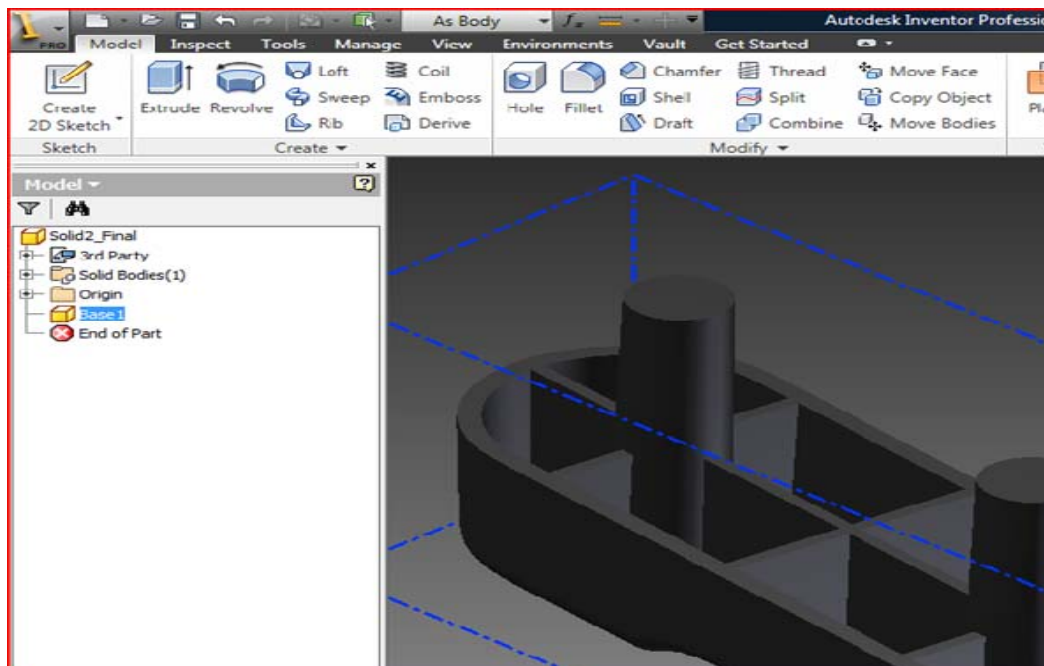 As Body
Autodesk Inventor
PRO Model Inspect Tools Manage View Environments Vault Get Started
Create 2D Sketch
Extrude Revolve
Loft
Sweep
Rib
Coil
Emboss
Derive
Hole Fillet
Chamfer
Shell
Draft
Thread
Split
Combine
Move Face
Copy Object
Move Bodies
Sketch Create Modify
Model
Solid2_Final
3rd Party
Solid Bodies(1)
Origin
Base1
End of Part